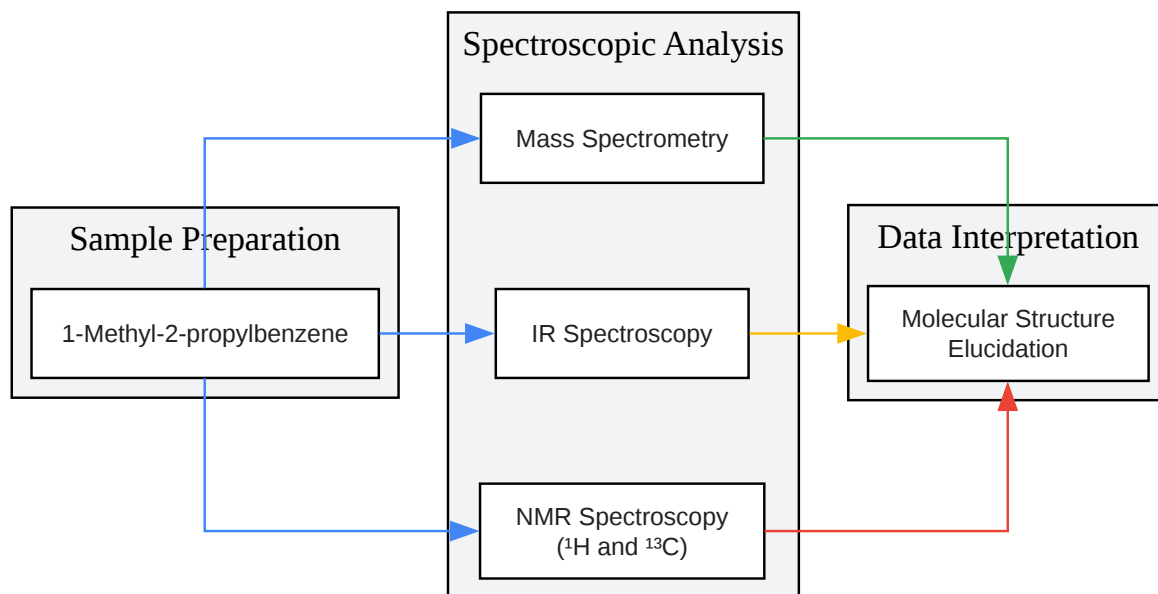 Spectroscopic Analysis
Mass Spectrometry
Sample Preparation
1-Methyl-2-propylbenzene
IR Spectroscopy
NMR Spectroscopy
(¹H and ¹³C)
Data Interpretation
Molecular Structure
Elucidation